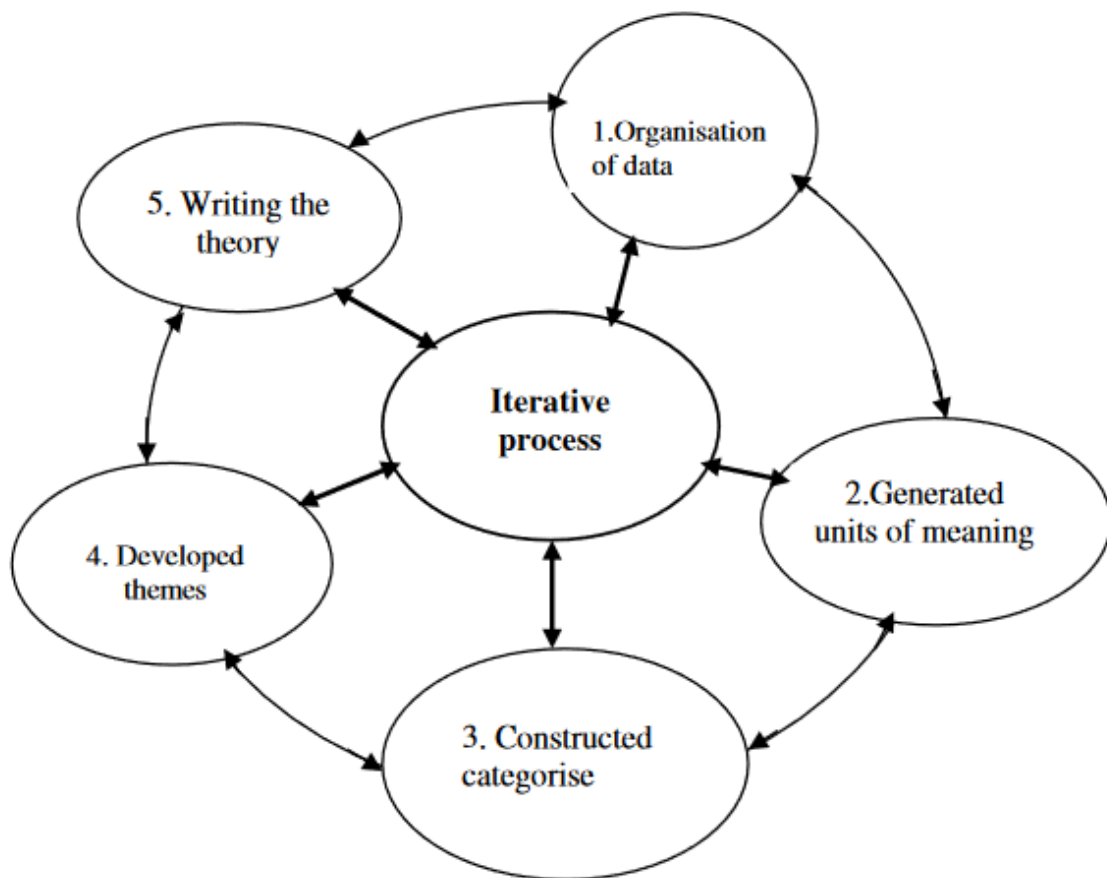 1.Organisation
of data
5. Writing the
theory
Iterative
process
2.Generated
units of meaning
4. Developed
themes
3. Constructed
categorise